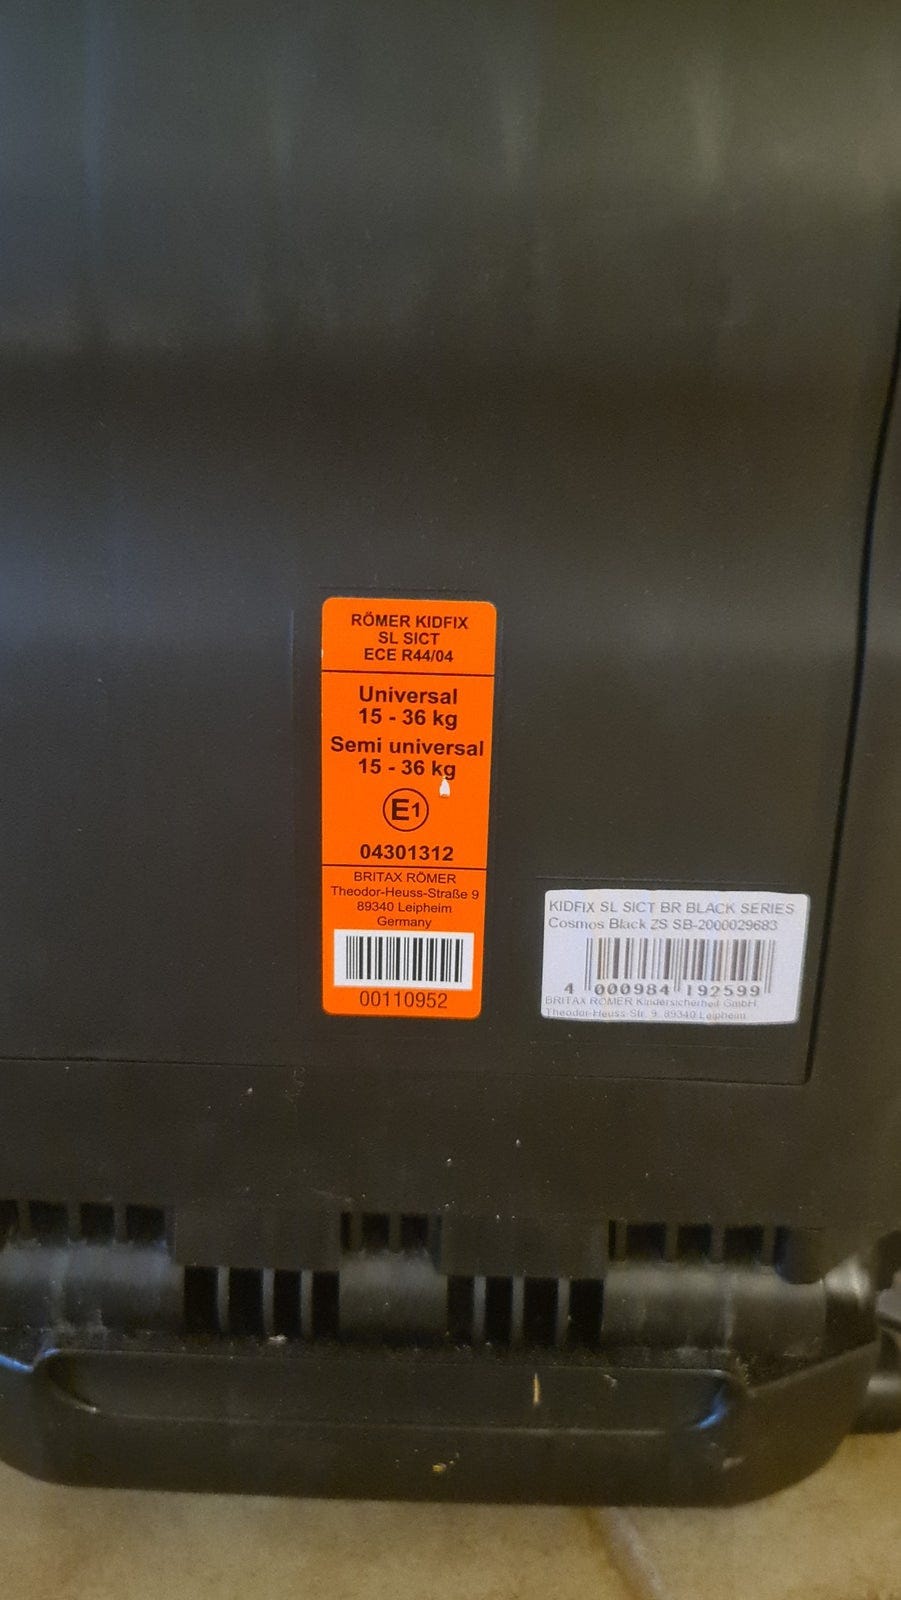 RÖMER KIDFIX
SL SICT
ECE R44/04
Universal
15 - 36 kg
Semi universal
15 - 36 kg
E1
04301312
BRITAX RÖMER
Theodor-Heuss-Straße 9
89340 Leipheim
Germany
00110952
KIDFIX SL SICT BR BLACK SERIES
Cosmos Black ZS SB-2000029683
4 000984 192599
BRITAX RÖMER Kindersicherheit GmbH
Theodor-Heuss-Str. 9, 89340 Leipheim